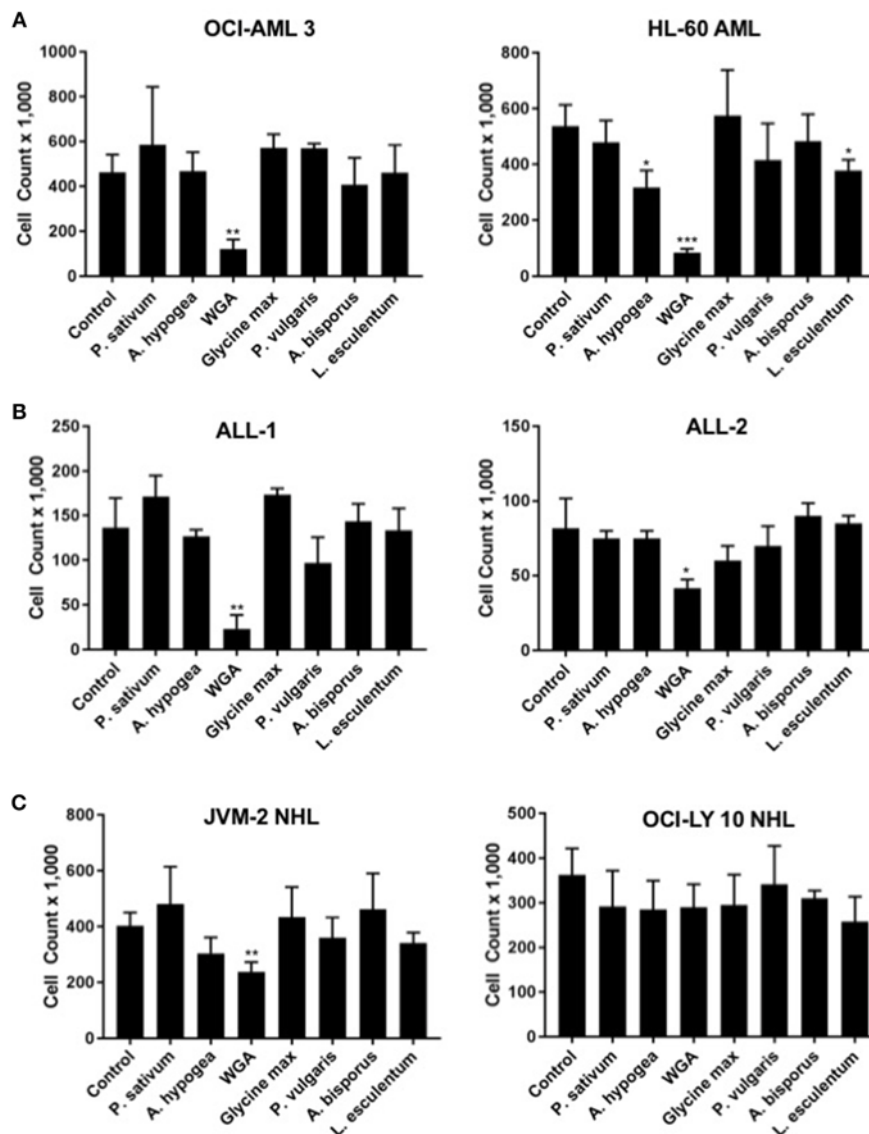 A
OCI-AML 3
Cell Count x 1,000
1000
800
600
400
200
0
**
Control
P. sativum
A. hypogea
WGA
Glycine max
P. vulgaris
A. bisporus
L. esculentum
HL-60 AML
Cell Count x 1,000
800
600
400
200
0
*
***
*
Control
P. sativum
A. hypogea
WGA
Glycine max
P. vulgaris
A. bisporus
L. esculentum
B
ALL-1
Cell Count x 1,000
250
200
150
100
50
0
**
Control
P. sativum
A. hypogea
WGA
Glycine max
P. vulgaris
A. bisporus
L. esculentum
ALL-2
Cell Count x 1,000
150
100
50
0
*
Control
P. sativum
A. hypogea
WGA
Glycine max
P. vulgaris
A. bisporus
L. esculentum
C
JVM-2 NHL
Cell Count x 1,000
800
600
400
200
0
**
Control
P. sativum
A. hypogea
WGA
Glycine max
P. vulgaris
A. bisporus
L. esculentum
OCI-LY 10 NHL
Cell Count x 1,000
500
400
300
200
100
0
Control
P. sativum
A. hypogea
WGA
Glycine max
P. vulgaris
A. bisporus
L. esculentum